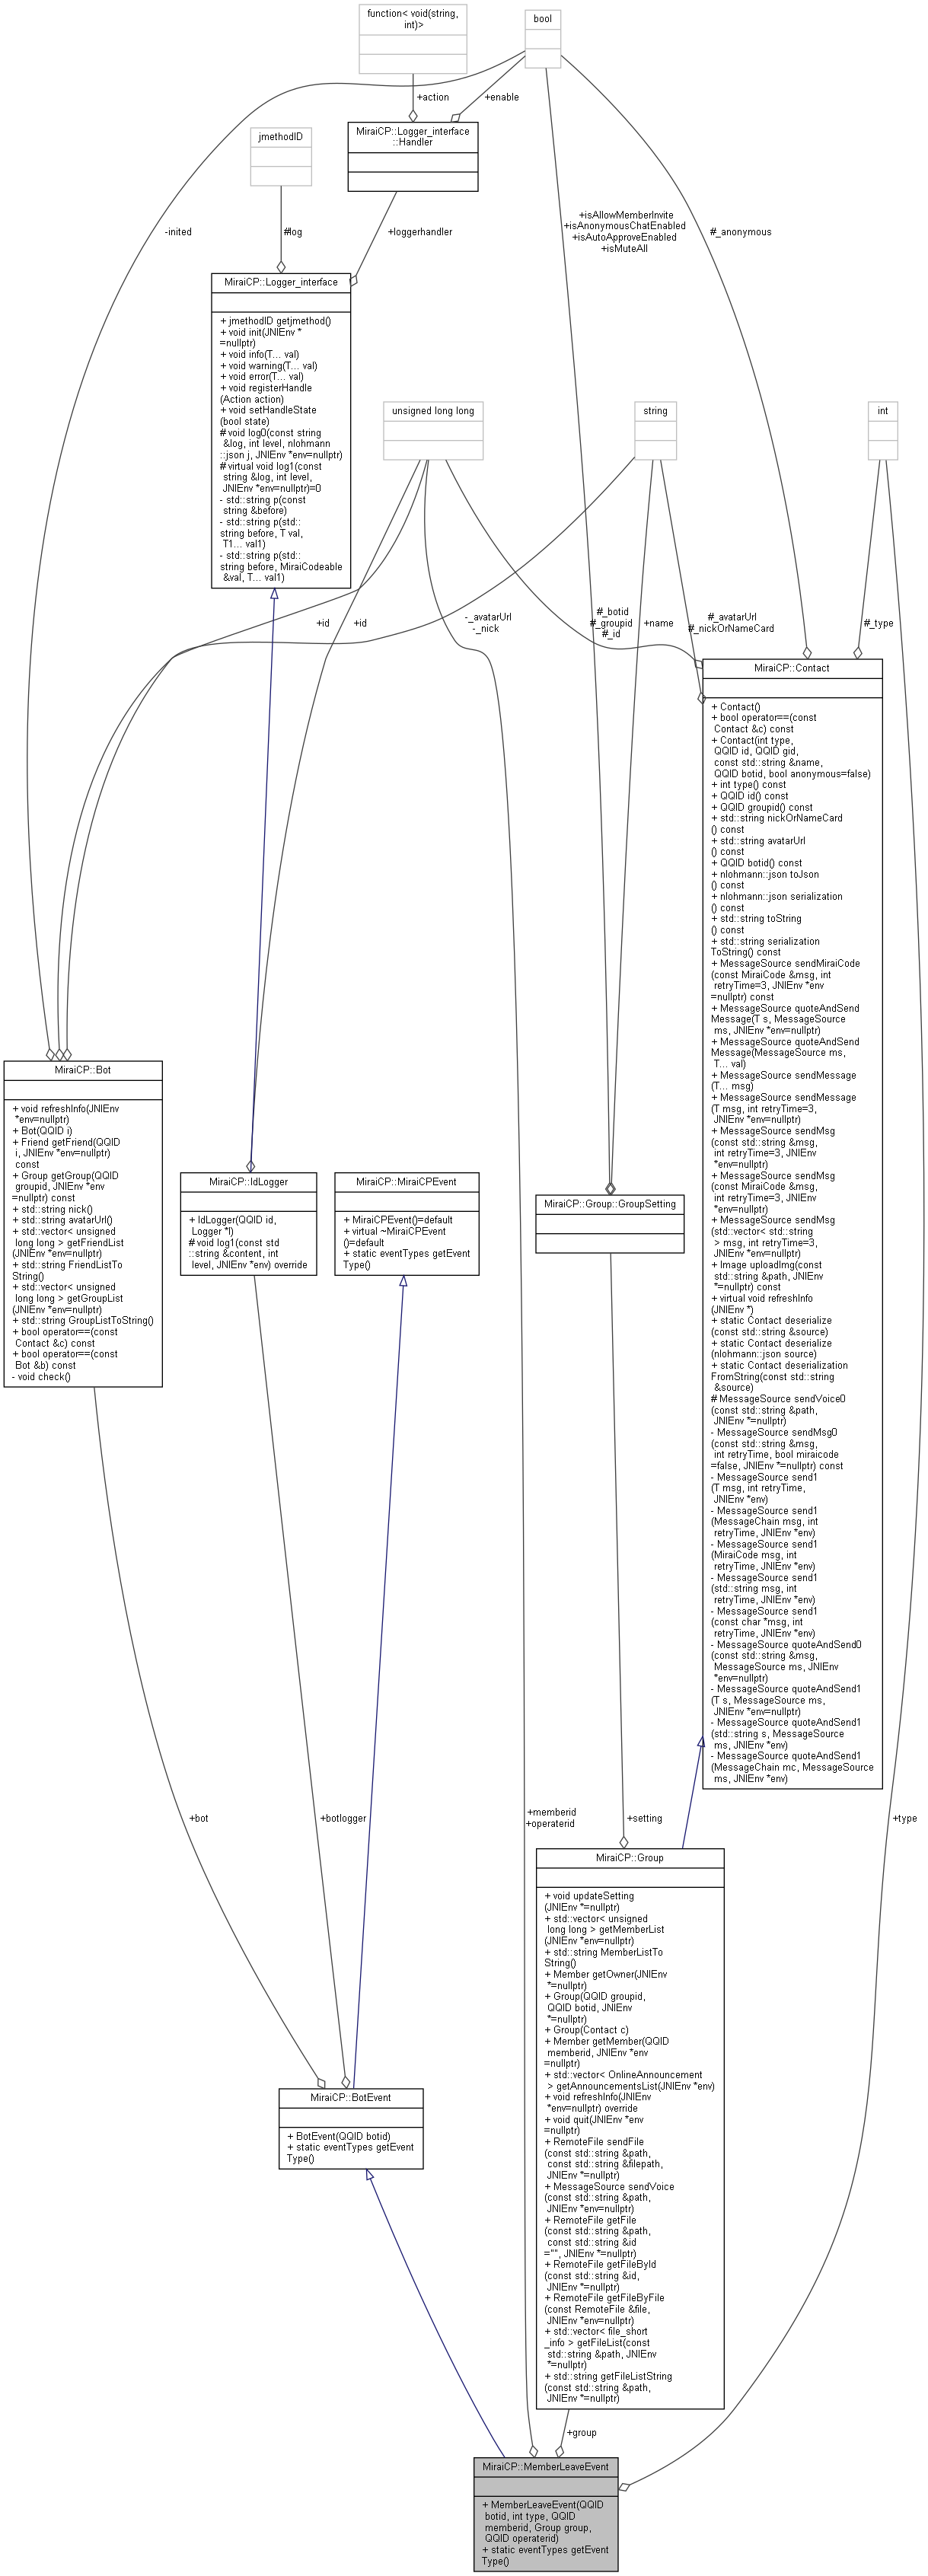 function< void(string,
int)>
bool
+action
+enable
MiraiCP::Logger_interface
::Handler
jmethodID
-inited
#log
+loggerhandler
+isAllowMemberInvite
+isAnonymousChatEnabled
+isAutoApproveEnabled
+isMuteAll
#_anonymous
MiraiCP::Logger_interface
+ jmethodID getjmethod()
+ void init(JNIEnv *
=nullptr)
+ void info(T... val)
+ void warning(T... val)
+ void error(T... val)
+ void registerHandle
(Action action)
+ void setHandleState
(bool state)
# void log0(const string
&log, int level, nlohmann
::json j, JNIEnv *env=nullptr)
# virtual void log1(const
string &log, int level,
JNIEnv *env=nullptr)=0
- std::string p(const
string &before)
- std::string p(std::
string before, T val,
T1... val1)
- std::string p(std::
string before, MiraiCodeable
&val, T... val1)
unsigned long long
string
int
+id
+id
-_avatarUrl
-_nick
#_botid
#_groupid
#_id
+name
#_avatarUrl
#_nickOrNameCard
#_type
MiraiCP::Contact
+ Contact()
+ bool operator==(const
Contact &c) const
+ Contact(int type,
QQID id, QQID gid,
const std::string &name,
QQID botid, bool anonymous=false)
+ int type() const
+ QQID id() const
+ QQID groupid() const
+ std::string nickOrNameCard
() const
+ std::string avatarUrl
() const
+ QQID botid() const
+ nlohmann::json toJson
() const
+ nlohmann::json serialization
() const
+ std::string toString
() const
+ std::string serialization
ToString() const
+ MessageSource sendMiraiCode
(const MiraiCode &msg, int
retryTime=3, JNIEnv *env
=nullptr) const
+ MessageSource quoteAndSend
Message(T s, MessageSource
ms, JNIEnv *env=nullptr)
+ MessageSource quoteAndSend
Message(MessageSource ms,
T... val)
+ MessageSource sendMessage
(T... msg)
+ MessageSource sendMessage
(T msg, int retryTime=3,
JNIEnv *env=nullptr)
+ MessageSource sendMsg
(const std::string &msg,
int retryTime=3, JNIEnv
*env=nullptr)
+ MessageSource sendMsg
(const MiraiCode &msg,
int retryTime=3, JNIEnv
*env=nullptr)
+ MessageSource sendMsg
(std::vector< std::string
> msg, int retryTime=3,
JNIEnv *env=nullptr)
+ Image uploadImg(const
std::string &path, JNIEnv
*=nullptr) const
+ virtual void refreshInfo
(JNIEnv *)
+ static Contact deserialize
(const std::string &source)
+ static Contact deserialize
(nlohmann::json source)
+ static Contact deserialization
FromString(const std::string
&source)
# MessageSource sendVoice0
(const std::string &path,
JNIEnv *=nullptr)
- MessageSource sendMsg0
(const std::string &msg,
int retryTime, bool miraicode
=false, JNIEnv *=nullptr) const
- MessageSource send1
(T msg, int retryTime,
JNIEnv *env)
- MessageSource send1
(MessageChain msg, int
retryTime, JNIEnv *env)
- MessageSource send1
(MiraiCode msg, int
retryTime, JNIEnv *env)
- MessageSource send1
(std::string msg, int
retryTime, JNIEnv *env)
- MessageSource send1
(const char *msg, int
retryTime, JNIEnv *env)
- MessageSource quoteAndSend0
(const std::string &msg,
MessageSource ms, JNIEnv
*env=nullptr)
- MessageSource quoteAndSend1
(T s, MessageSource ms,
JNIEnv *env=nullptr)
- MessageSource quoteAndSend1
(std::string s, MessageSource
ms, JNIEnv *env)
- MessageSource quoteAndSend1
(MessageChain mc, MessageSource
ms, JNIEnv *env)
MiraiCP::Bot
+ void refreshInfo(JNIEnv
*env=nullptr)
+ Bot(QQID i)
+ Friend getFriend(QQID
i, JNIEnv *env=nullptr)
const
+ Group getGroup(QQID
groupid, JNIEnv *env
=nullptr) const
+ std::string nick()
+ std::string avatarUrl()
+ std::vector< unsigned
long long > getFriendList
(JNIEnv *env=nullptr)
+ std::string FriendListTo
String()
+ std::vector< unsigned
long long > getGroupList
(JNIEnv *env=nullptr)
+ std::string GroupListToString()
+ bool operator==(const
Contact &c) const
+ bool operator==(const
Bot &b) const
- void check()
MiraiCP::IdLogger
+ IdLogger(QQID id,
Logger *l)
# void log1(const std
::string &content, int
level, JNIEnv *env) override
MiraiCP::MiraiCPEvent
+ MiraiCPEvent()=default
+ virtual ~MiraiCPEvent
()=default
+ static eventTypes getEvent
Type()
MiraiCP::Group::GroupSetting
+bot
+botlogger
+memberid
+operaterid
+setting
+type
MiraiCP::Group
+ void updateSetting
(JNIEnv *=nullptr)
+ std::vector< unsigned
long long > getMemberList
(JNIEnv *env=nullptr)
+ std::string MemberListTo
String()
+ Member getOwner(JNIEnv
*=nullptr)
+ Group(QQID groupid,
QQID botid, JNIEnv
*=nullptr)
+ Group(Contact c)
+ Member getMember(QQID
memberid, JNIEnv *env
=nullptr)
+ std::vector< OnlineAnnouncement
> getAnnouncementsList(JNIEnv *env)
+ void refreshInfo(JNIEnv
*env=nullptr) override
+ void quit(JNIEnv *env
=nullptr)
+ RemoteFile sendFile
(const std::string &path,
const std::string &filepath,
JNIEnv *=nullptr)
+ MessageSource sendVoice
(const std::string &path,
JNIEnv *env=nullptr)
+ RemoteFile getFile
(const std::string &path,
const std::string &id
="", JNIEnv *=nullptr)
+ RemoteFile getFileById
(const std::string &id,
JNIEnv *=nullptr)
+ RemoteFile getFileByFile
(const RemoteFile &file,
JNIEnv *env=nullptr)
+ std::vector< file_short
_info > getFileList(const
std::string &path, JNIEnv
*=nullptr)
+ std::string getFileListString
(const std::string &path,
JNIEnv *=nullptr)
MiraiCP::BotEvent
+ BotEvent(QQID botid)
+ static eventTypes getEvent
Type()
+group
MiraiCP::MemberLeaveEvent
+ MemberLeaveEvent(QQID
botid, int type, QQID
memberid, Group group,
QQID operaterid)
+ static eventTypes getEvent
Type()